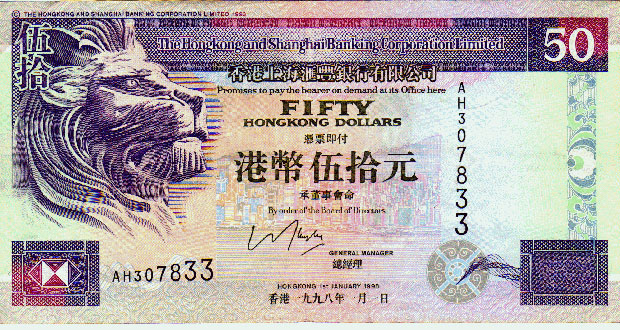 © THE HONGKONG AND SHANGHAI BANKING CORPORATION LIMITED 1993
伍拾
The Hongkong and Shanghai Banking Corporation Limited
50
香港上海滙豐銀行有限公司
Promises to pay the bearer on demand at its Office here
FIFTY
HONGKONG DOLLARS
憑票即付
港幣伍拾元
承董事會命
By order of the Board of Directors
AH307833
GENERAL MANAGER
總經理
AH307833
HONGKONG 1ST JANUARY 1998
香港一九九八年一月一日